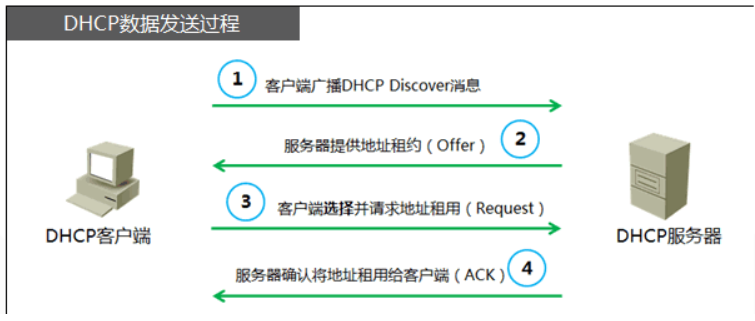 DHCP数据发送过程
1 客户端广播DHCP Discover消息
服务器提供地址租约（Offer） 2
3 客户端选择并请求地址租用（Request）
DHCP客户端 DHCP服务器
服务器确认将地址租用给客户端（ACK） 4